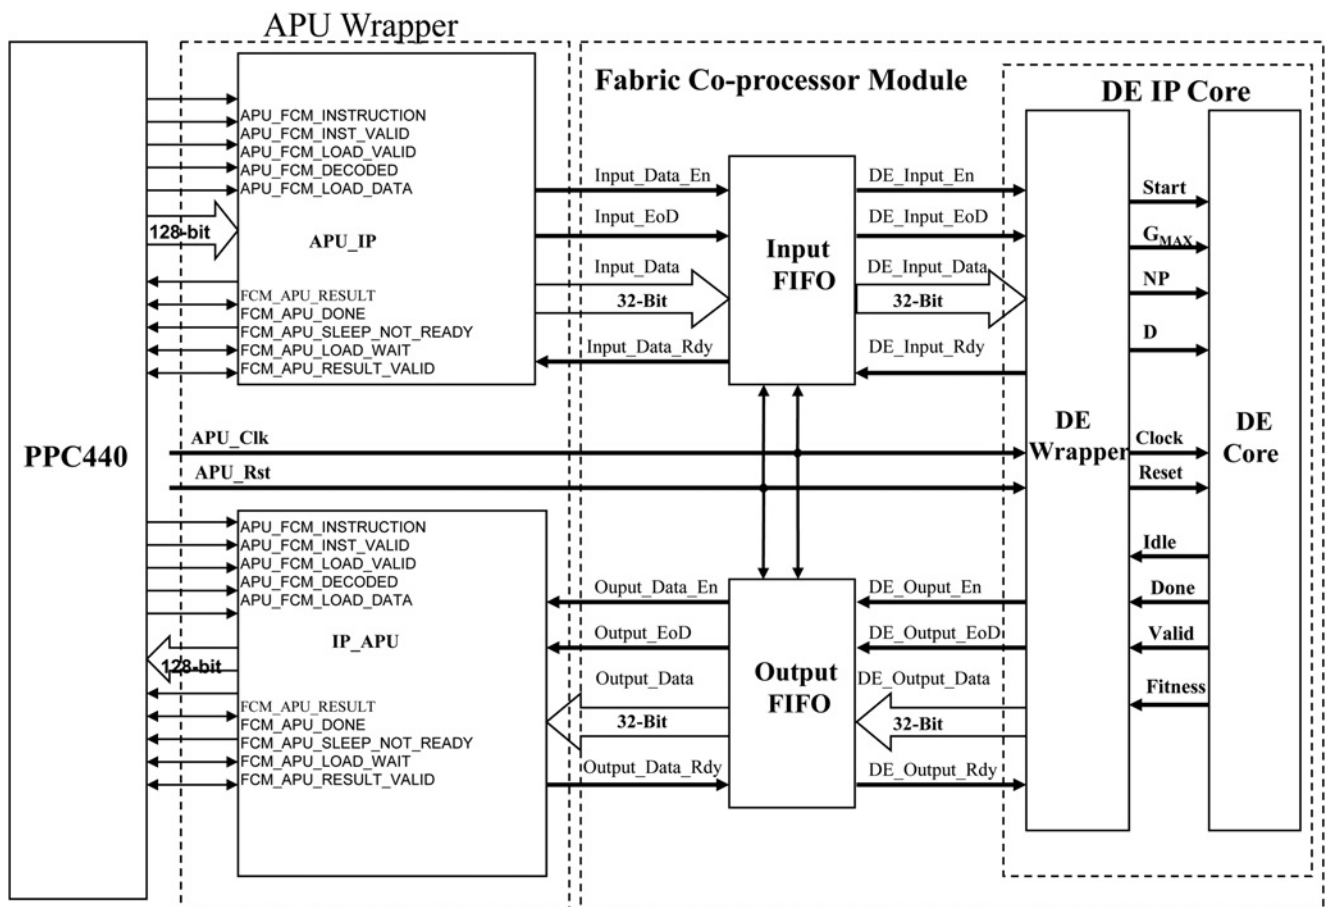 APU Wrapper
Fabric Co-processor Module
DE IP Core
PPC440
APU_FCM_INSTRUCTION
APU_FCM_INST_VALID
APU_FCM_LOAD_VALID
APU_FCM_DECODED
APU_FCM_LOAD_DATA
128-bit
APU_IP
FCM_APU_RESULT
FCM_APU_DONE
FCM_APU_SLEEP_NOT_READY
FCM_APU_LOAD_WAIT
FCM_APU_RESULT_VALID
Input_Data_En
Input_EoD
Input_Data
32-Bit
Input_Data_Rdy
Input
FIFO
DE_Input_En
DE_Input_EoD
DE_Input_Data
32-Bit
DE_Input_Rdy
APU_Clk
APU_Rst
DE
Wrapper
Start
GMAX
NP
D
Clock
Reset
Idle
Done
Valid
Fitness
DE
Core
APU_FCM_INSTRUCTION
APU_FCM_INST_VALID
APU_FCM_LOAD_VALID
APU_FCM_DECODED
APU_FCM_LOAD_DATA
IP_APU
128-bit
FCM_APU_RESULT
FCM_APU_DONE
FCM_APU_SLEEP_NOT_READY
FCM_APU_LOAD_WAIT
FCM_APU_RESULT_VALID
Ouput_Data_En
Output_EoD
Output_Data
32-Bit
Output_Data_Rdy
Output
FIFO
DE_Ouput_En
DE_Output_EoD
DE_Output_Data
32-Bit
DE_Output_Rdy